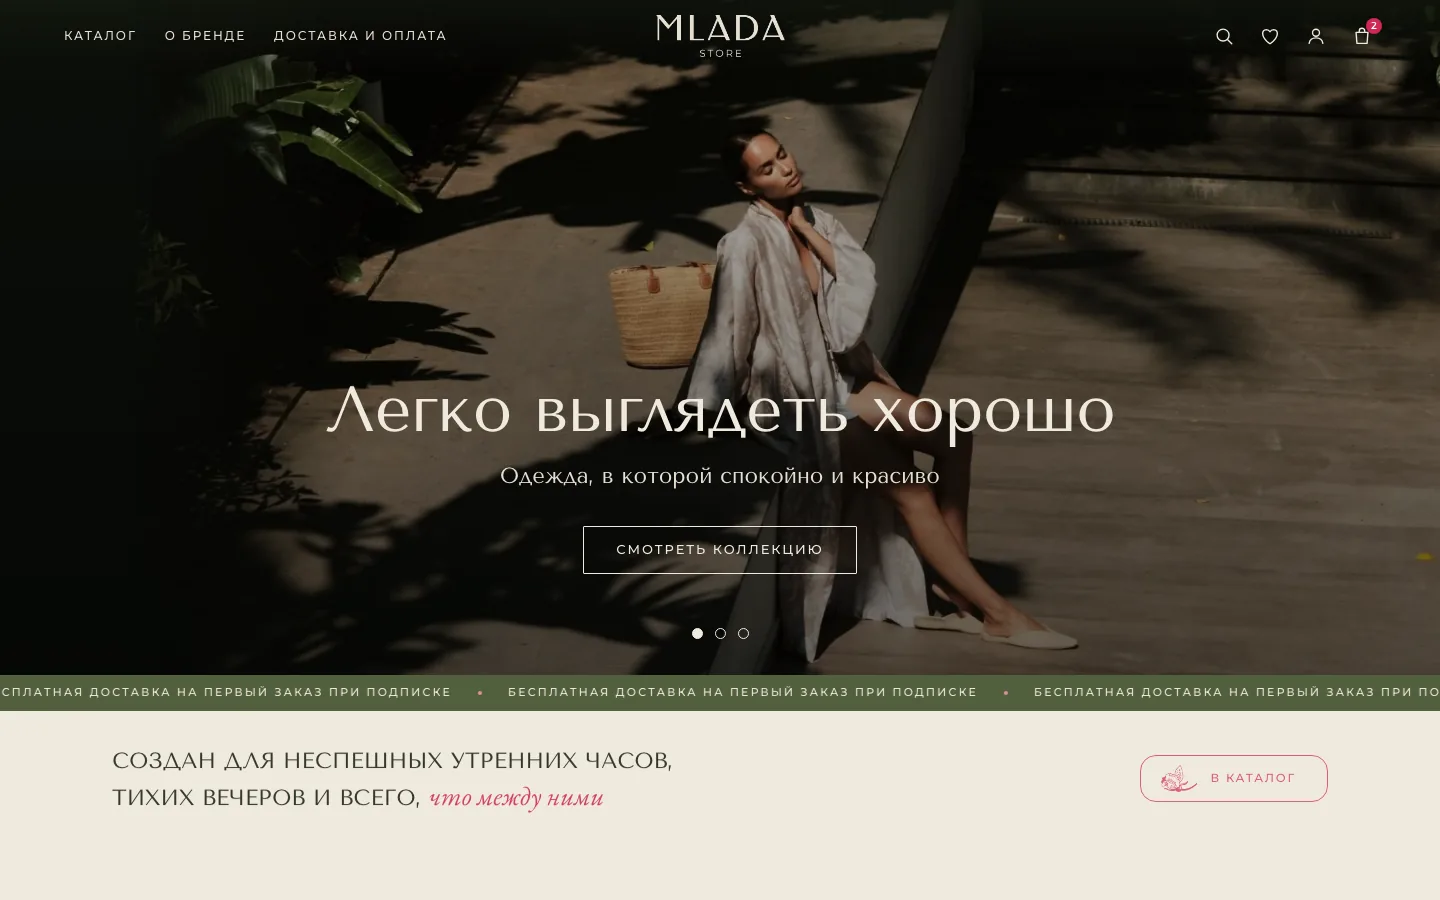 КАТАЛОГ
О БРЕНДЕ
ДОСТАВКА И ОПЛАТА
MLADA
STORE
2
Легко выглядеть хорошо
Одежда, в которой спокойно и красиво
СМОТРЕТЬ КОЛЛЕКЦИЮ
СПЛАТНАЯ ДОСТАВКА НА ПЕРВЫЙ ЗАКАЗ ПРИ ПОДПИСКЕ • БЕСПЛАТНАЯ ДОСТАВКА НА ПЕРВЫЙ ЗАКАЗ ПРИ ПОДПИСКЕ • БЕСПЛАТНАЯ ДОСТАВКА НА ПЕРВЫЙ ЗАКАЗ ПРИ ПО
СОЗДАН ДЛЯ НЕСПЕШНЫХ УТРЕННИХ ЧАСОВ,
ТИХИХ ВЕЧЕРОВ И ВСЕГО, что между ними
В КАТАЛОГ